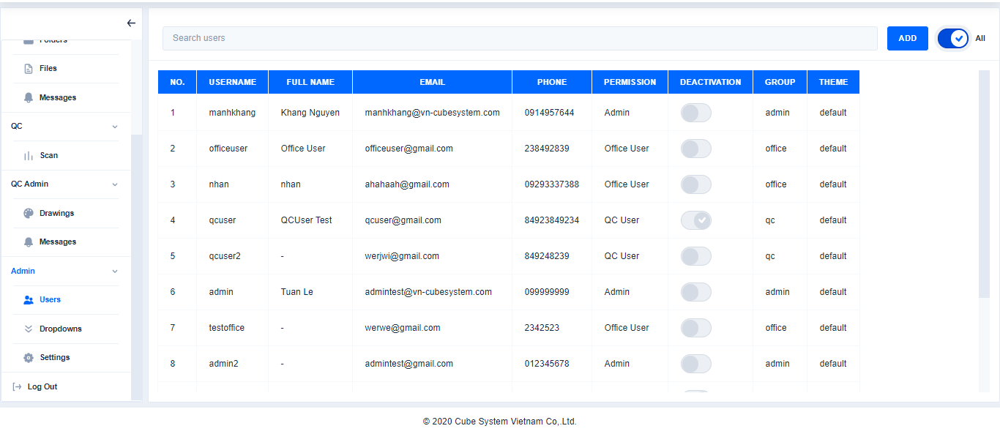 Folders
Files
Messages
QC
Scan
QC Admin
Drawings
Messages
Admin
Users
Dropdowns
Settings
Log Out
Search users
ADD
All
NO. USERNAME FULL NAME EMAIL PHONE PERMISSION DEACTIVATION GROUP THEME
1 manhkhang Khang Nguyen manhkhang@vn-cubesystem.com 0914957644 Admin admin default
2 officeuser Office User officeuser@gmail.com 238492839 Office User office default
3 nhan nhan ahahaah@gmail.com 09293337388 Office User office default
4 qcuser QCUser Test qcuser@gmail.com 84923849234 QC User qc default
5 qcuser2 - werjwi@gmail.com 849248239 QC User qc default
6 admin Tuan Le admintest@vn-cubesystem.com 099999999 Admin admin default
7 testoffice - werwe@gmail.com 2342523 Office User office default
8 admin2 - admintest@gmail.com 012345678 Admin admin default
© 2020 Cube System Vietnam Co,.Ltd.